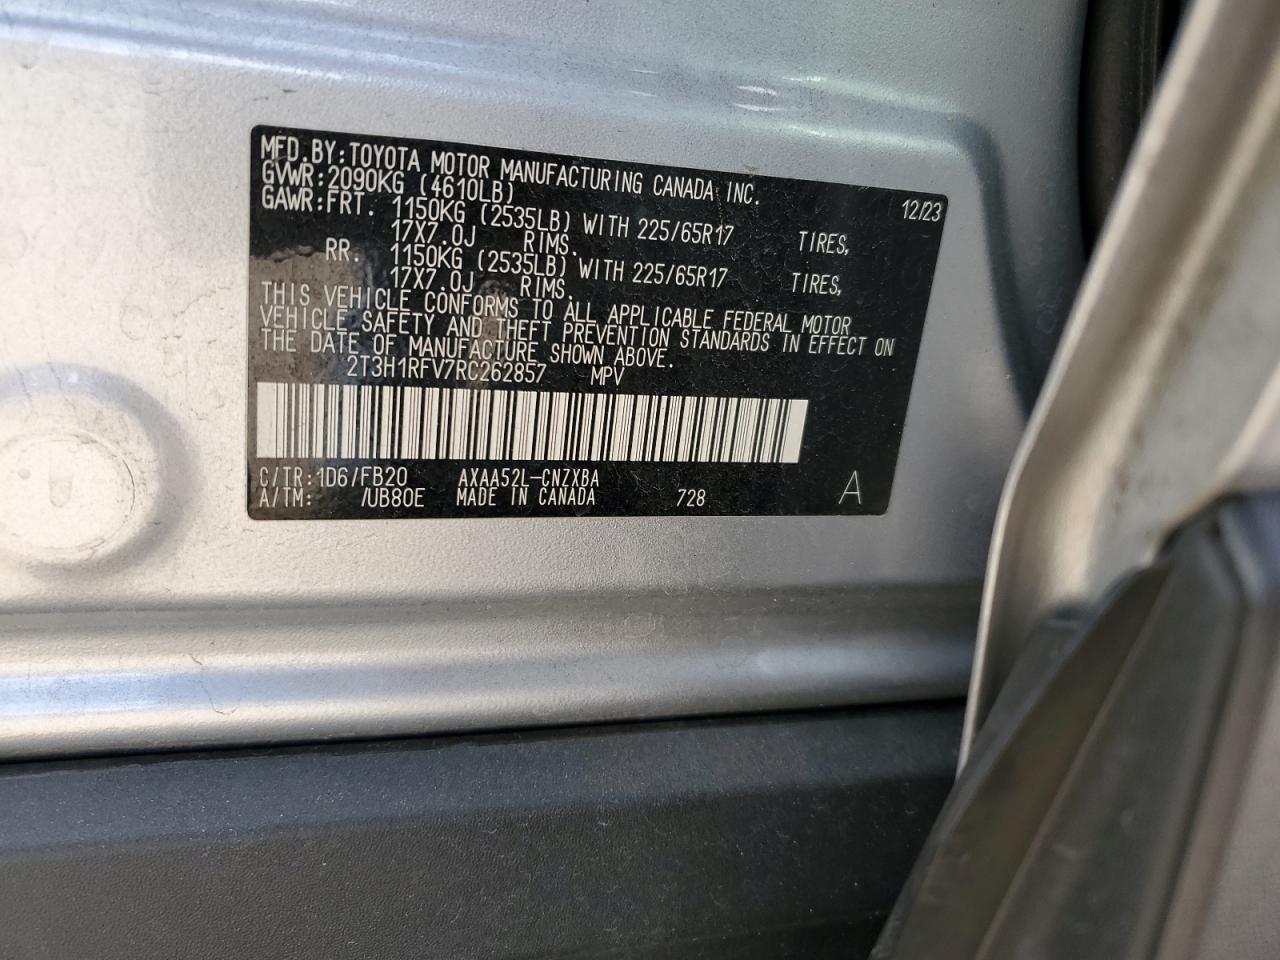 MFD.BY:TOYOTA MOTOR MANUFACTURING CANADA INC.
GVWR:2090KG (4610LB) 12/23
GAWR:FRT. 1150KG (2535LB) WITH 225/65R17 TIRES,
17X7.0J RIMS.
RR. 1150KG (2535LB) WITH 225/65R17 TIRES,
17X7.0J RIMS.
THIS VEHICLE CONFORMS TO ALL APPLICABLE FEDERAL MOTOR
VEHICLE SAFETY AND THEFT PREVENTION STANDARDS IN EFFECT ON
THE DATE OF MANUFACTURE SHOWN ABOVE.
2T3H1RFV7RC262857 MPV
C/TR:1D6/FB20 AXAA52L-CNZXBA
A/TM: /UB80E MADE IN CANADA 728 A